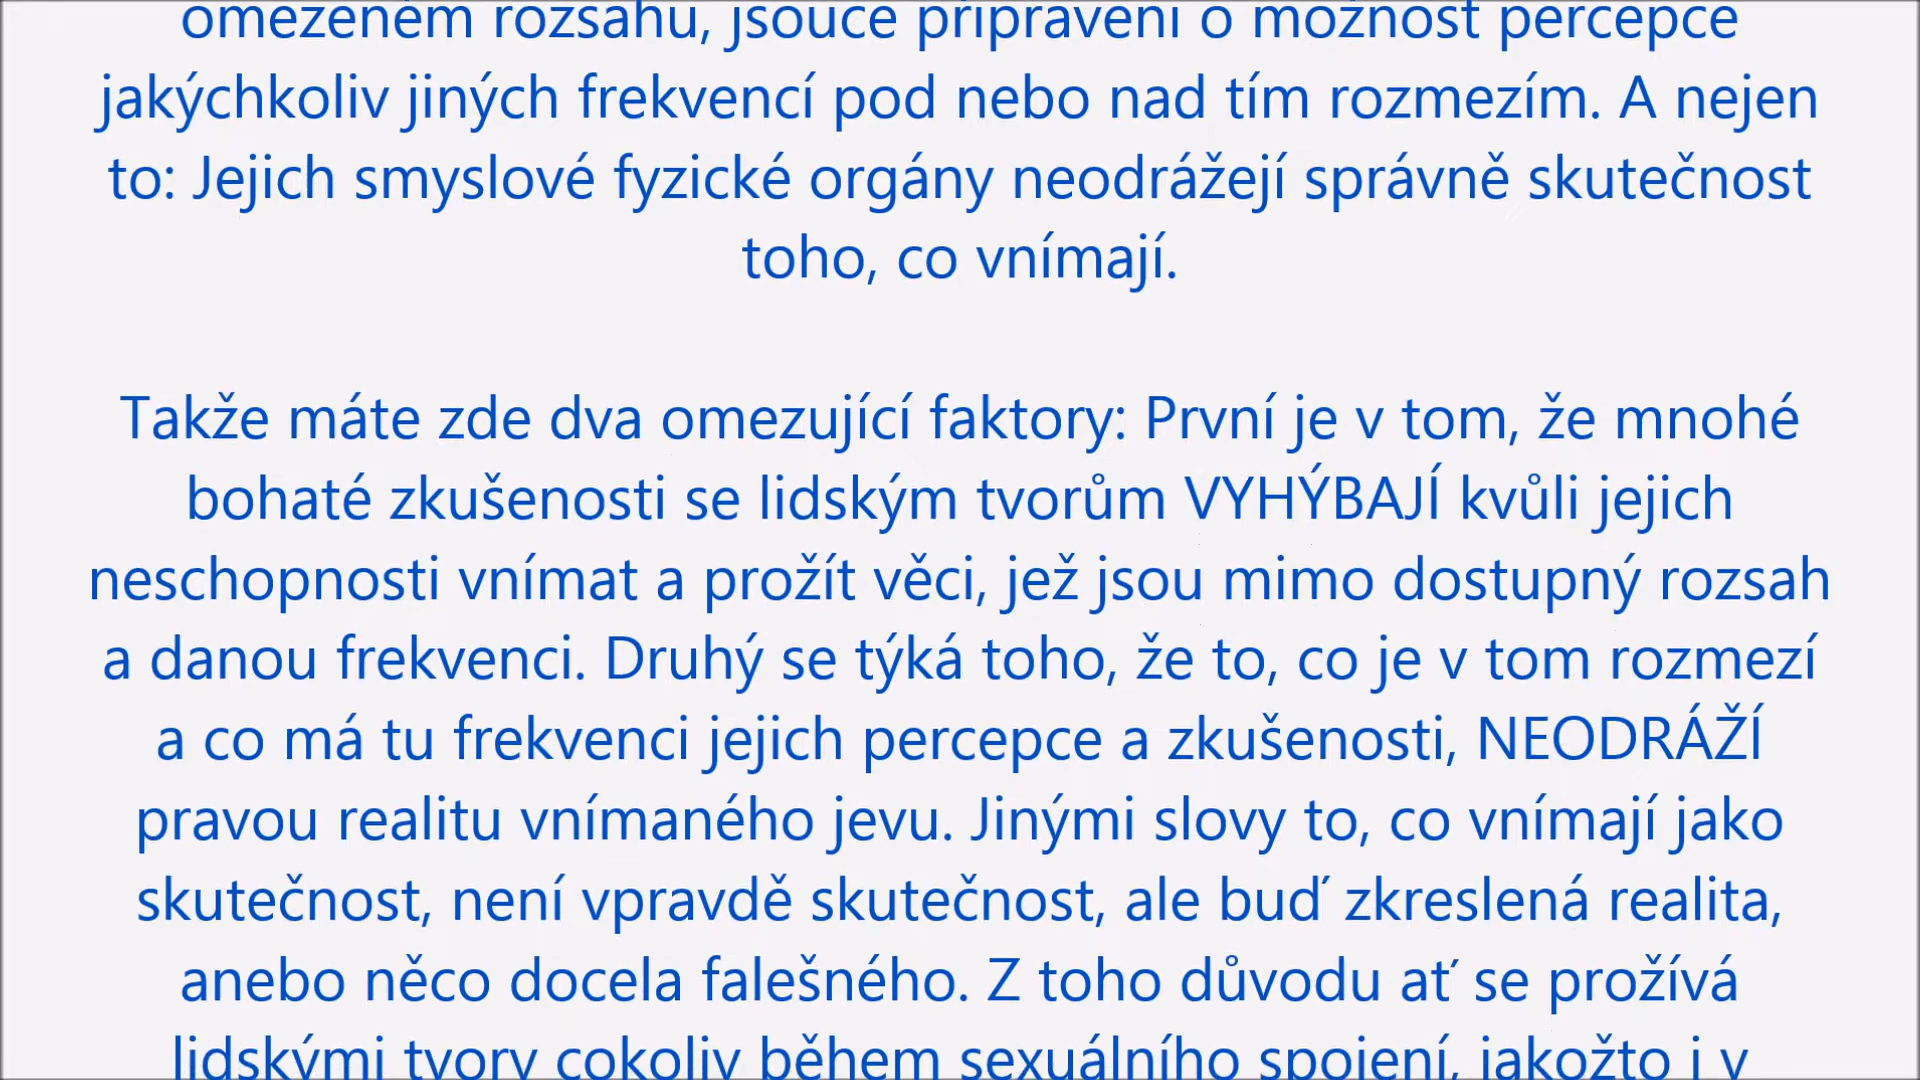 omezeném rozsahu, jsouce připraveni o možnost percepce
jakýchkoliv jiných frekvencí pod nebo nad tím rozmezím. A nejen
to: Jejich smyslové fyzické orgány neodrážejí správně skutečnost
toho, co vnímají.
Takže máte zde dva omezující faktory: První je v tom, že mnohé
bohaté zkušenosti se lidským tvorům VYHÝBAJÍ kvůli jejich
neschopnosti vnímat a prožít věci, jež jsou mimo dostupný rozsah
a danou frekvenci. Druhý se týká toho, že to, co je v tom rozmezí
a co má tu frekvenci jejich percepce a zkušenosti, NEODRÁŽÍ
pravou realitu vnímaného jevu. Jinými slovy to, co vnímají jako
skutečnost, není vpravdě skutečnost, ale buď zkreslená realita,
anebo něco docela falešného. Z toho důvodu ať se prožívá
lidskými tvory cokoliv během sexuálního spojení, jakožto i v